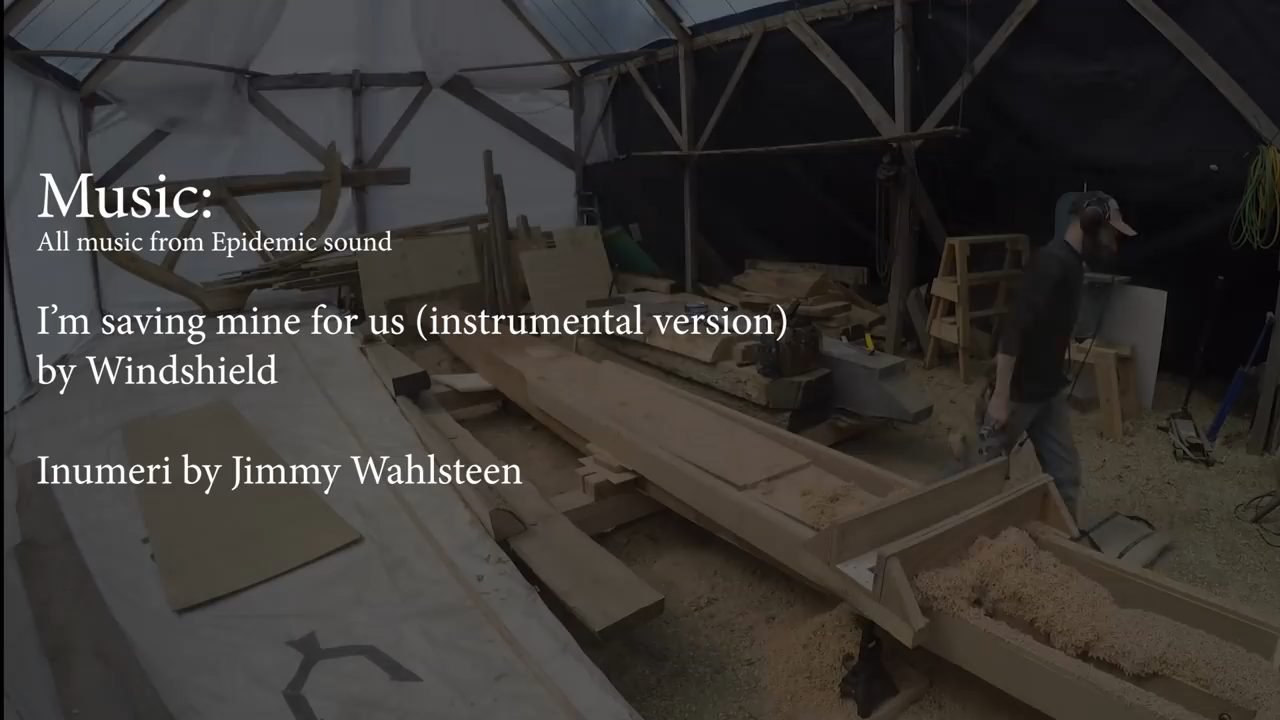 Music:
All music from Epidemic sound
I'm saving mine for us (instrumental version)
by Windshield
Inumeri by Jimmy Wahlsteen